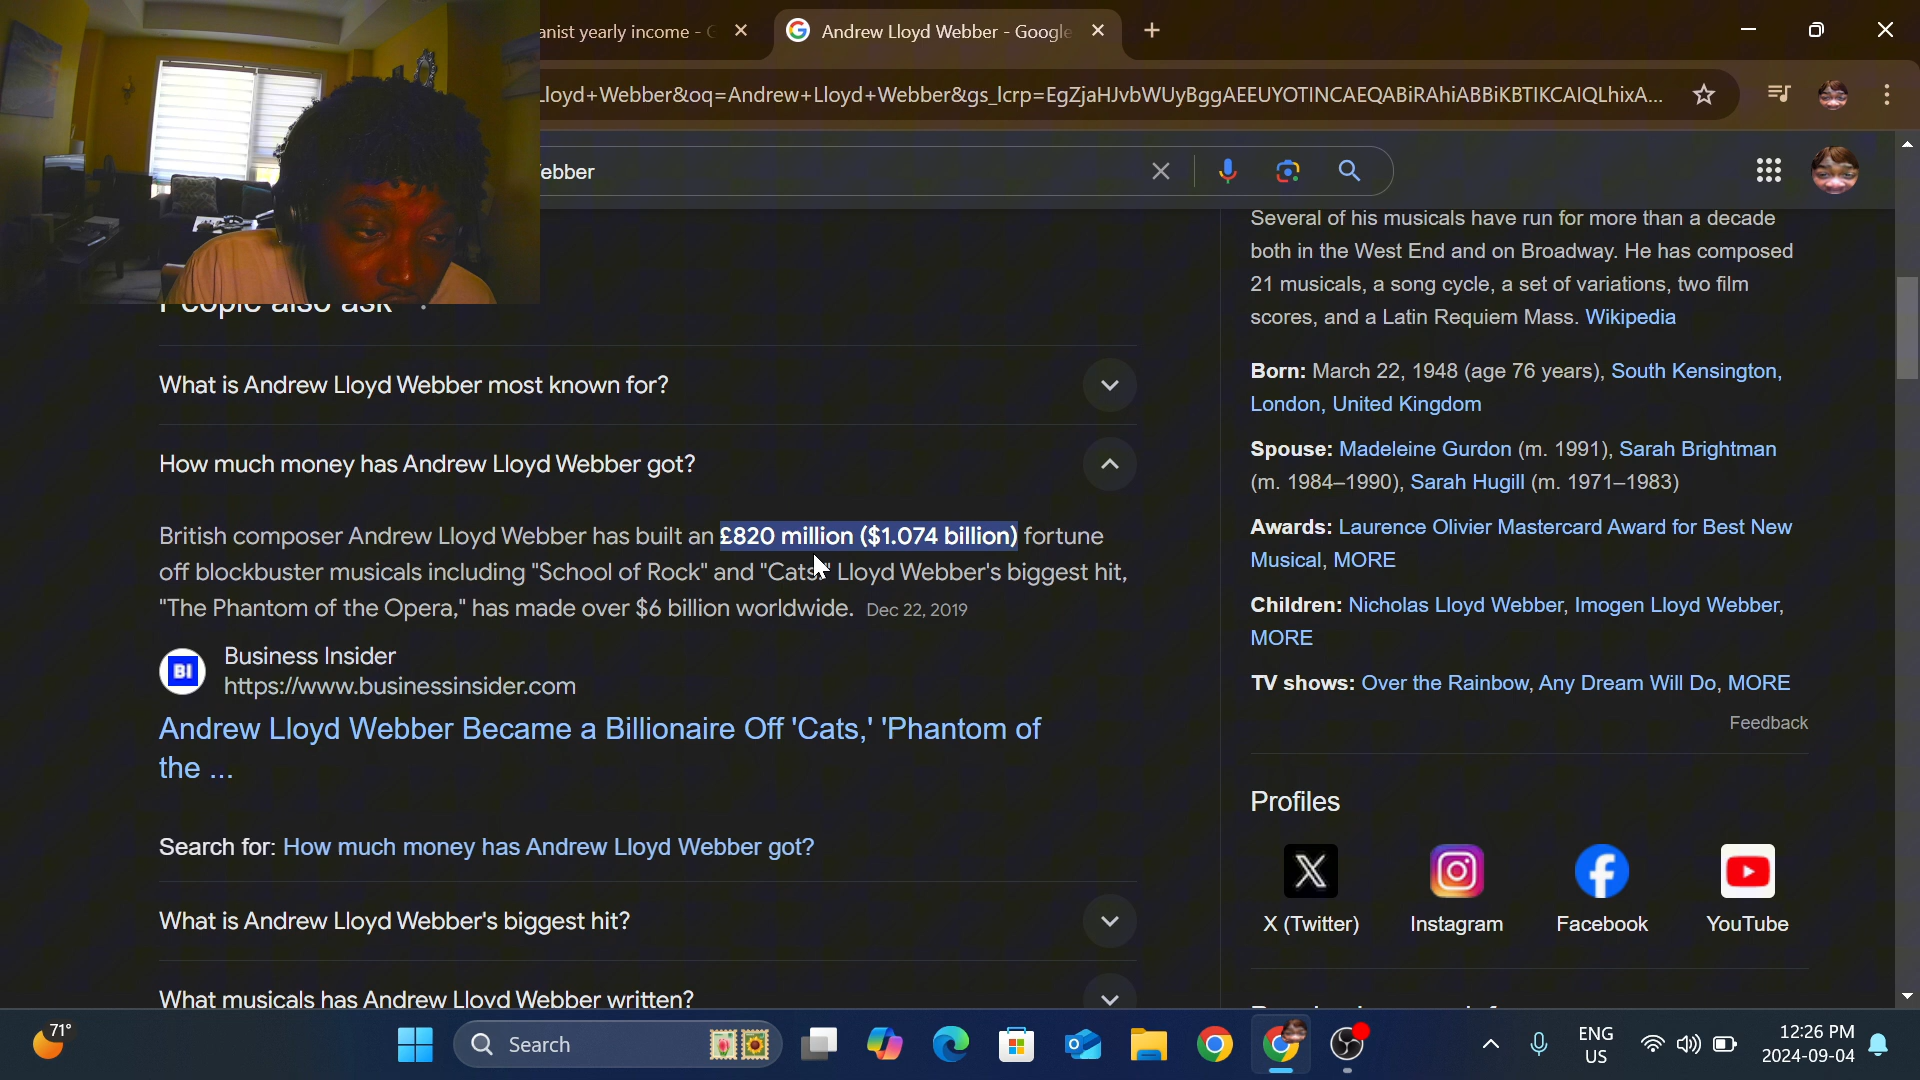 anist yearly income - G
Andrew Lloyd Webber - Google
Lloyd+Webber&oq=Andrew+Lloyd+Webber&gs_lcrp=EgZjaHJvbWUyBggAEEUYOTINCAEQABiRAhiABBiKBTIKCAIQLhixA...
ebber
People also ask
What is Andrew Lloyd Webber most known for?
How much money has Andrew Lloyd Webber got?
British composer Andrew Lloyd Webber has built an £820 million ($1.074 billion) fortune
off blockbuster musicals including "School of Rock" and "Cats." Lloyd Webber's biggest hit,
"The Phantom of the Opera," has made over $6 billion worldwide. Dec 22, 2019
BI
Business Insider
https://www.businessinsider.com
Andrew Lloyd Webber Became a Billionaire Off 'Cats,' 'Phantom of
the ...
Search for: How much money has Andrew Lloyd Webber got?
What is Andrew Lloyd Webber's biggest hit?
What musicals has Andrew Lloyd Webber written?
Several of his musicals have run for more than a decade
both in the West End and on Broadway. He has composed
21 musicals, a song cycle, a set of variations, two film
scores, and a Latin Requiem Mass. Wikipedia
Born: March 22, 1948 (age 76 years), South Kensington,
London, United Kingdom
Spouse: Madeleine Gurdon (m. 1991), Sarah Brightman
(m. 1984–1990), Sarah Hugill (m. 1971–1983)
Awards: Laurence Olivier Mastercard Award for Best New
Musical, MORE
Children: Nicholas Lloyd Webber, Imogen Lloyd Webber,
MORE
TV shows: Over the Rainbow, Any Dream Will Do, MORE
Feedback
Profiles
X (Twitter)
Instagram
Facebook
YouTube
71°
Search
ENG
US
12:26 PM
2024-09-04